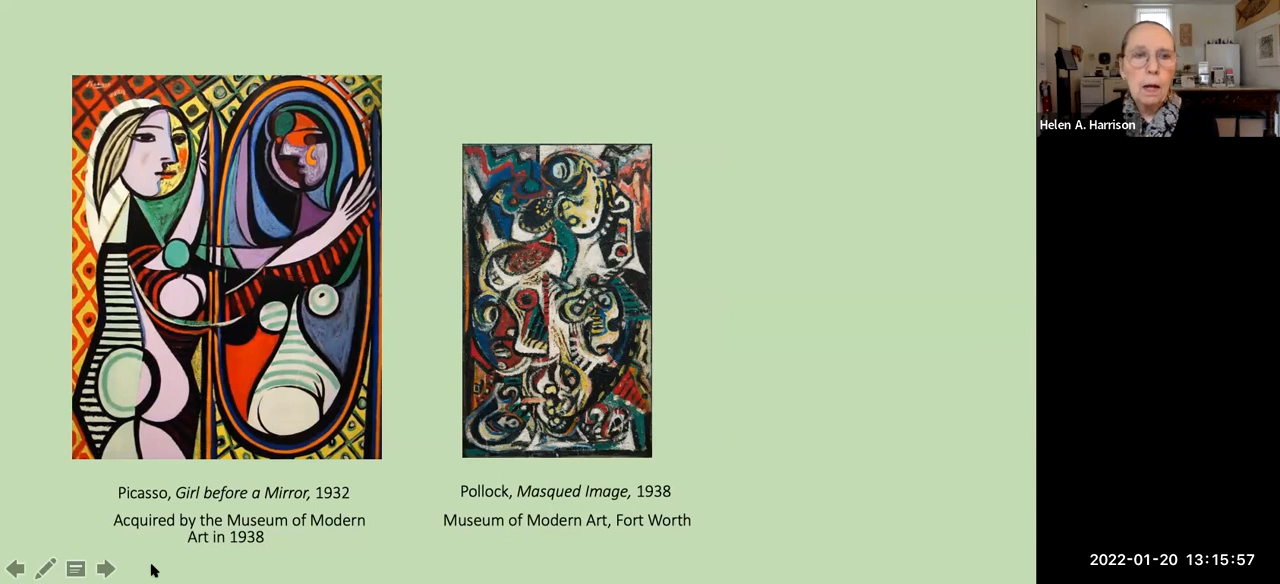 Helen A. Harrison
Picasso, Girl before a Mirror, 1932
Acquired by the Museum of Modern
Art in 1938
Pollock, Masqued Image, 1938
Museum of Modern Art, Fort Worth
2022-01-20 13:15:57